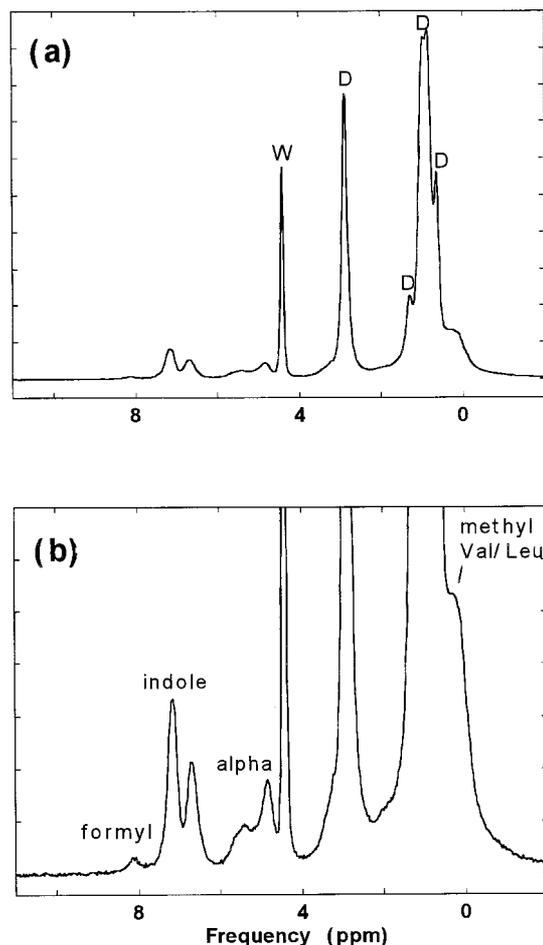 (a)
D
D
W
D
D
8
4
0
(b)
methyl
Val/Leu
indole
alpha
formyl
8
4
0
Frequency (ppm)